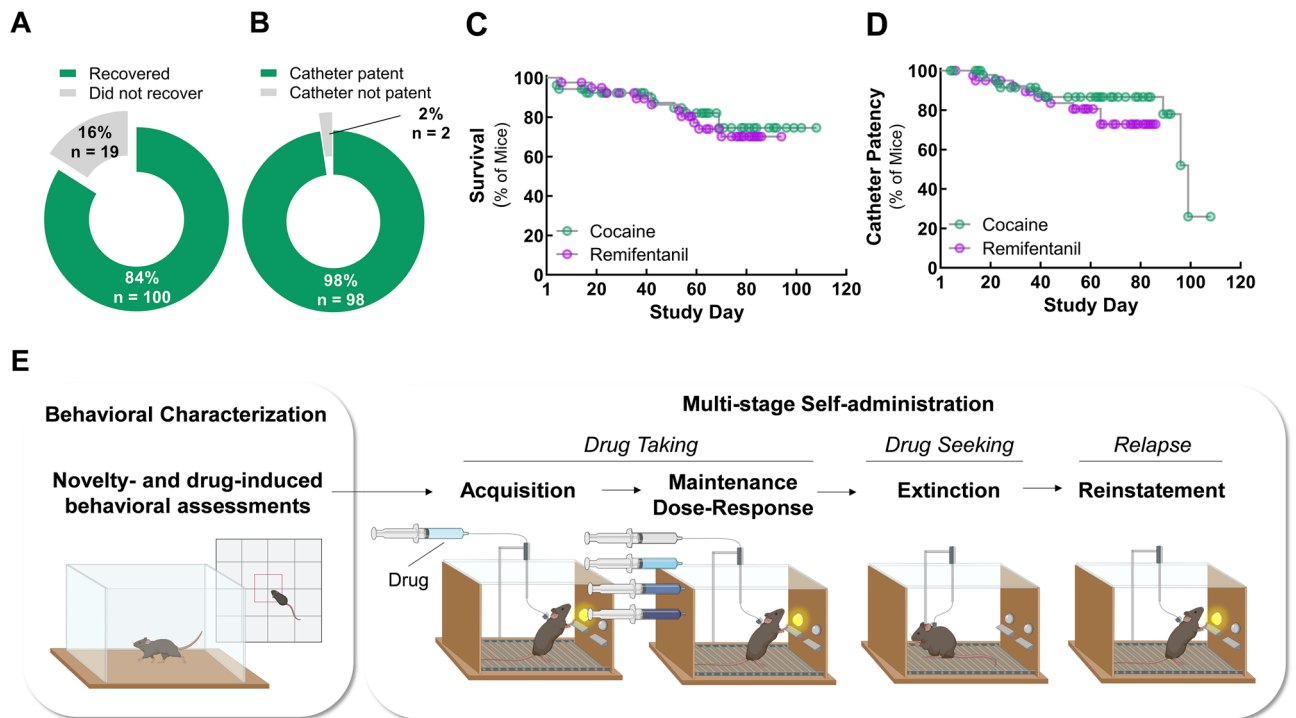 A
Recovered
Did not recover
16%
n = 19
84%
n = 100
B
Catheter patent
Catheter not patent
2%
n = 2
98%
n = 98
C
Survival
(% of Mice)
100
80
60
40
20
0
Cocaine
Remifentanil
1 20 40 60 80 100 120
Study Day
D
Catheter Patency
(% of Mice)
100
80
60
40
20
0
Cocaine
Remifentanil
1 20 40 60 80 100 120
Study Day
E
Behavioral Characterization
Novelty- and drug-induced
behavioral assessments
Multi-stage Self-administration
Drug Taking
Drug Seeking
Relapse
Acquisition
Maintenance
Dose-Response
Extinction
Reinstatement
Drug